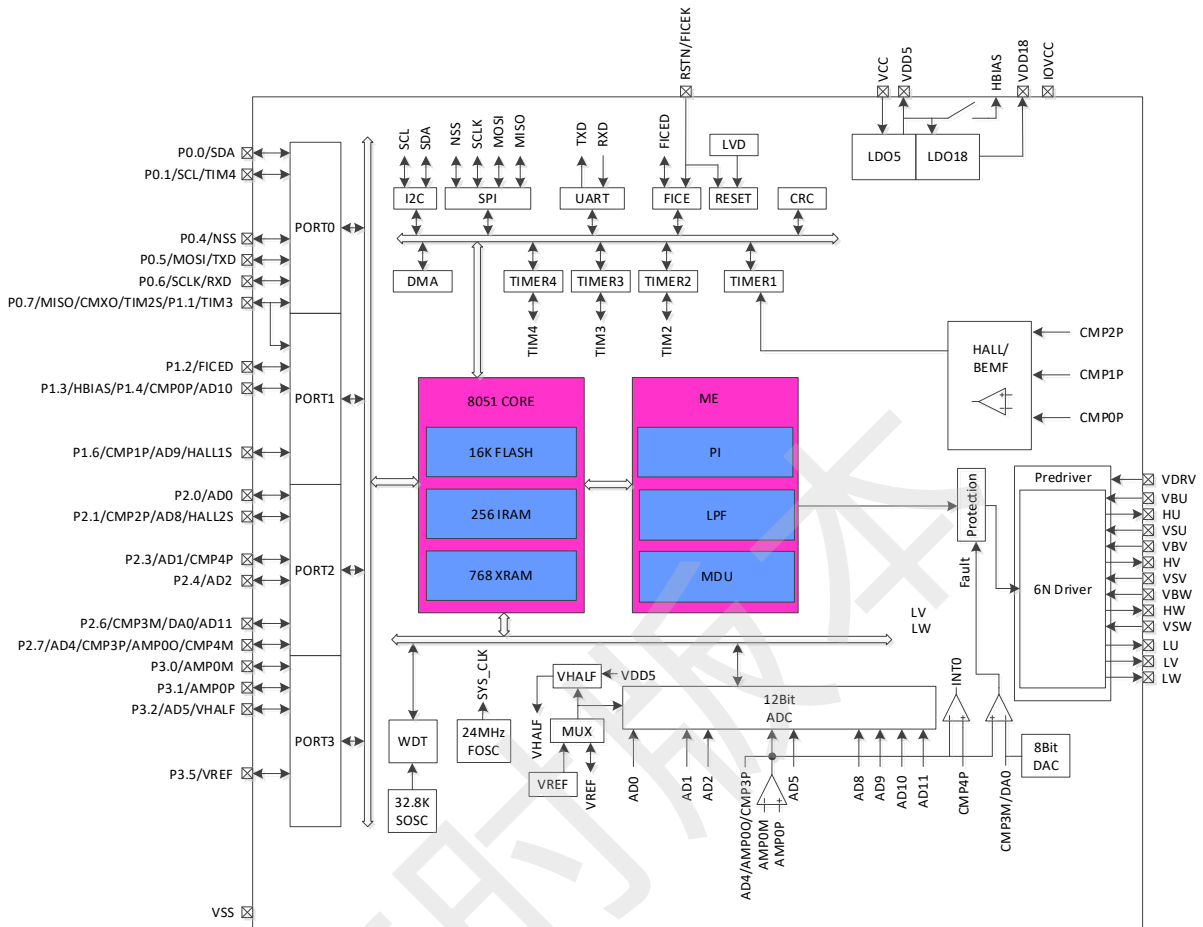 RSTN/FICEK
VCC
VDD5
HBIAS
VDD18
IOVCC
P0.0/SDA
P0.1/SCL/TIM4
P0.4/NSS
P0.5/MOSI/TXD
P0.6/SCLK/RXD
P0.7/MISO/CMXO/TIM2S/P1.1/TIM3
P1.2/FICED
P1.3/HBIAS/P1.4/CMP0P/AD10
P1.6/CMP1P/AD9/HALL1S
P2.0/AD0
P2.1/CMP2P/AD8/HALL2S
P2.3/AD1/CMP4P
P2.4/AD2
P2.6/CMP3M/DA0/AD11
P2.7/AD4/CMP3P/AMP0O/CMP4M
P3.0/AMP0M
P3.1/AMP0P
P3.2/AD5/VHALF
P3.5/VREF
VSS
PORT0
PORT1
PORT2
PORT3
SCL
SDA
NSS
SCLK
MOSI
MISO
TXD
RXD
FICED
LVD
I2C
SPI
UART
FICE
RESET
CRC
LDO5
LDO18
DMA
TIMER4
TIMER3
TIMER2
TIMER1
TIM4
TIM3
TIM2
HALL/
BEMF
CMP2P
CMP1P
CMP0P
8051 CORE
16K FLASH
256 IRAM
768 XRAM
ME
PI
LPF
MDU
Protection
Fault
Predriver
6N Driver
VDRV
VBU
HU
VSU
VBV
HV
VSV
VBW
HW
VSW
LU
LV
LW
LV
LW
SYS_CLK
WDT
24MHz
FOSC
32.8K
SOSC
VHALF
VDD5
VHALF
MUX
VREF
VREF
12Bit
ADC
INT0
8Bit
DAC
AD0
AD1
AD2
AD4/AMP0O/CMP3P
AMP0M
AMP0P
AD5
AD8
AD9
AD10
AD11
CMP4P
CMP3M/DA0
时版本